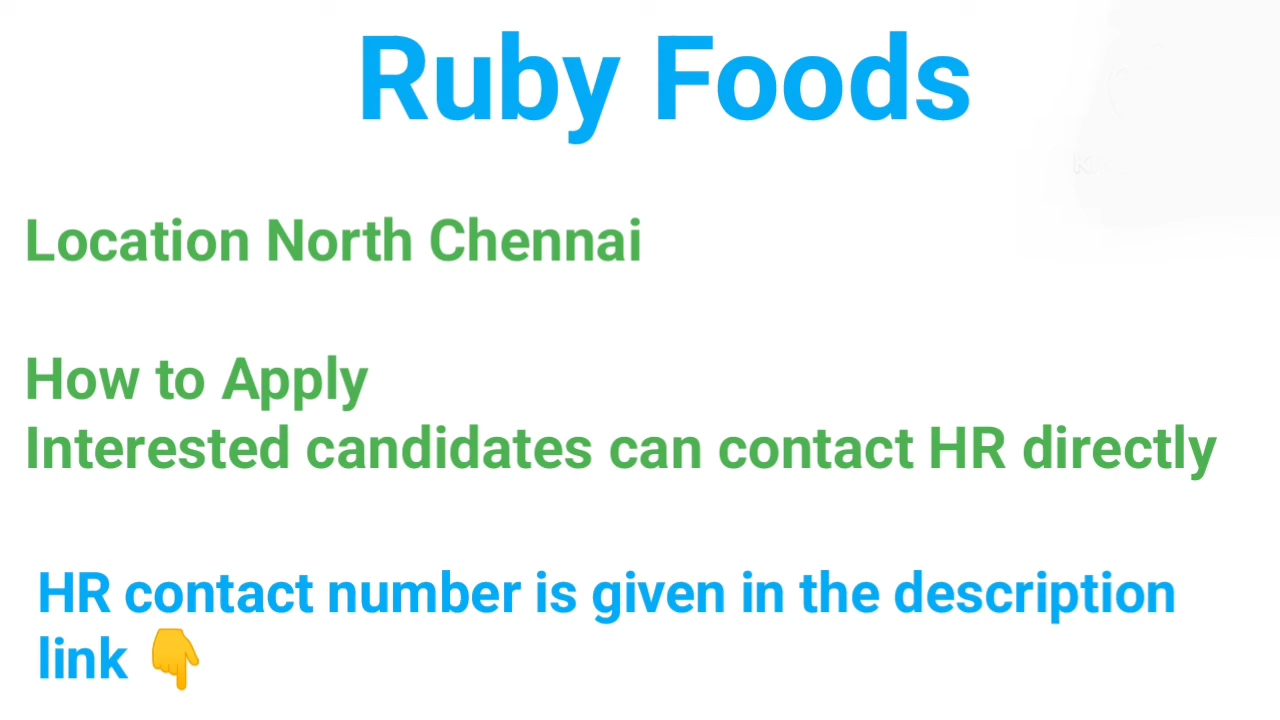 Ruby Foods
Location North Chennai
How to Apply
Interested candidates can contact HR directly
HR contact number is given in the description
link 👇